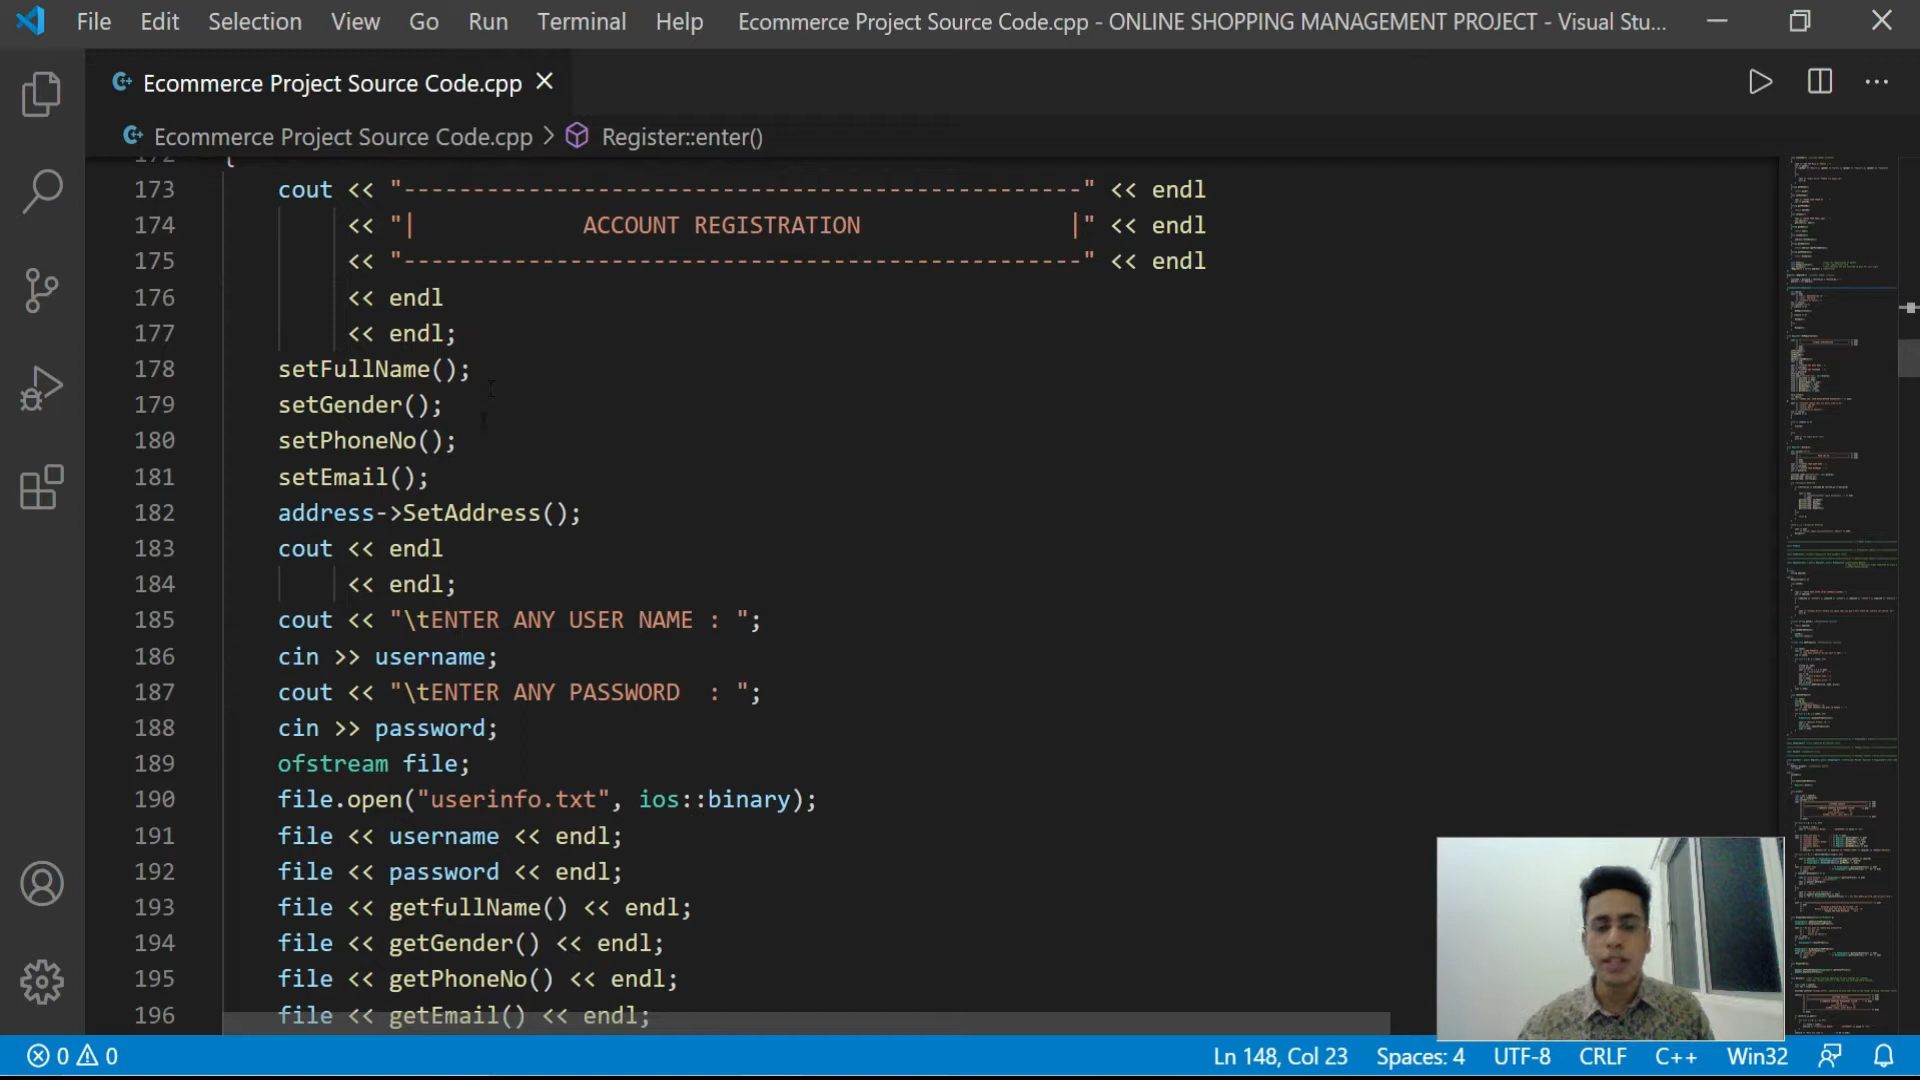 File Edit Selection View Go Run Terminal Help Ecommerce Project Source Code.cpp - ONLINE SHOPPING MANAGEMENT PROJECT - Visual Stu...
Ecommerce Project Source Code.cpp
Ecommerce Project Source Code.cpp > Register::enter()
172 {
173 cout << "-------------------------------------------------" << endl
174 << "| ACCOUNT REGISTRATION |" << endl
175 << "-------------------------------------------------" << endl
176 << endl
177 << endl;
178 setFullName();
179 setGender();
180 setPhoneNo();
181 setEmail();
182 address->SetAddress();
183 cout << endl
184 << endl;
185 cout << "\tENTER ANY USER NAME : ";
186 cin >> username;
187 cout << "\tENTER ANY PASSWORD  : ";
188 cin >> password;
189 ofstream file;
190 file.open("userinfo.txt", ios::binary);
191 file << username << endl;
192 file << password << endl;
193 file << getfullName() << endl;
194 file << getGender() << endl;
195 file << getPhoneNo() << endl;
196 file << getEmail() << endl;
0 0 Ln 148, Col 23 Spaces: 4 UTF-8 CRLF C++ Win32